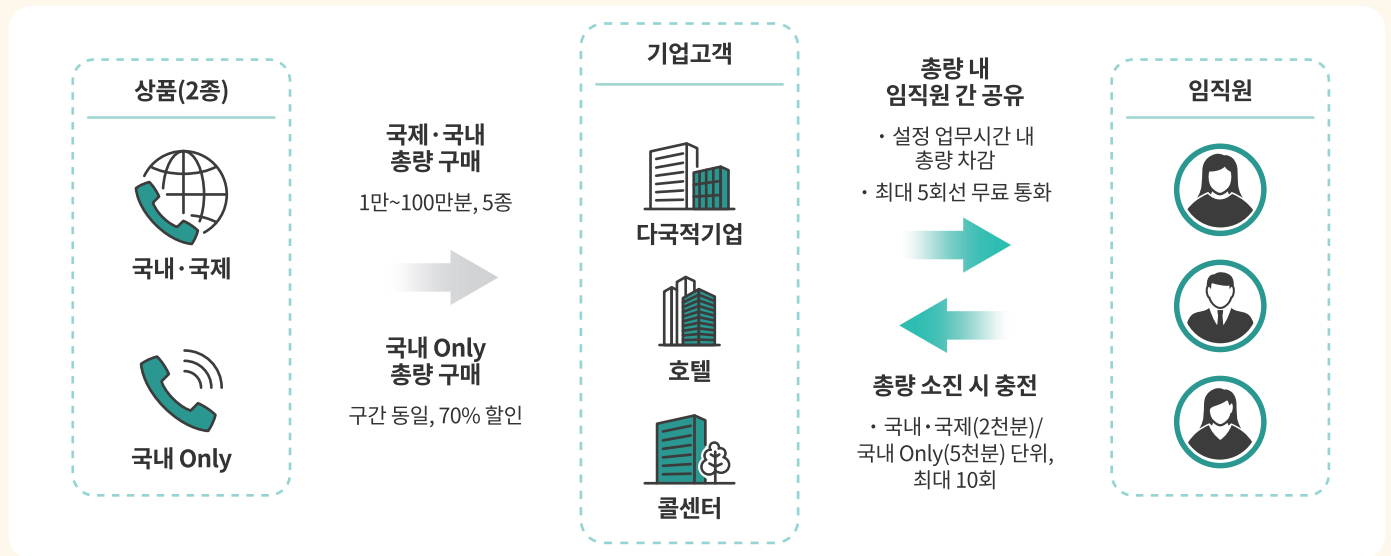 상품(2종)
국내·국제
국내 Only
국제·국내
총량 구매
1만~100만분, 5종
국내 Only
총량 구매
구간 동일, 70% 할인
기업고객
다국적기업
호텔
콜센터
총량 내
임직원 간 공유
· 설정 업무시간 내
총량 차감
· 최대 5회선 무료 통화
총량 소진 시 충전
· 국내·국제(2천분)/
국내 Only(5천분) 단위,
최대 10회
임직원